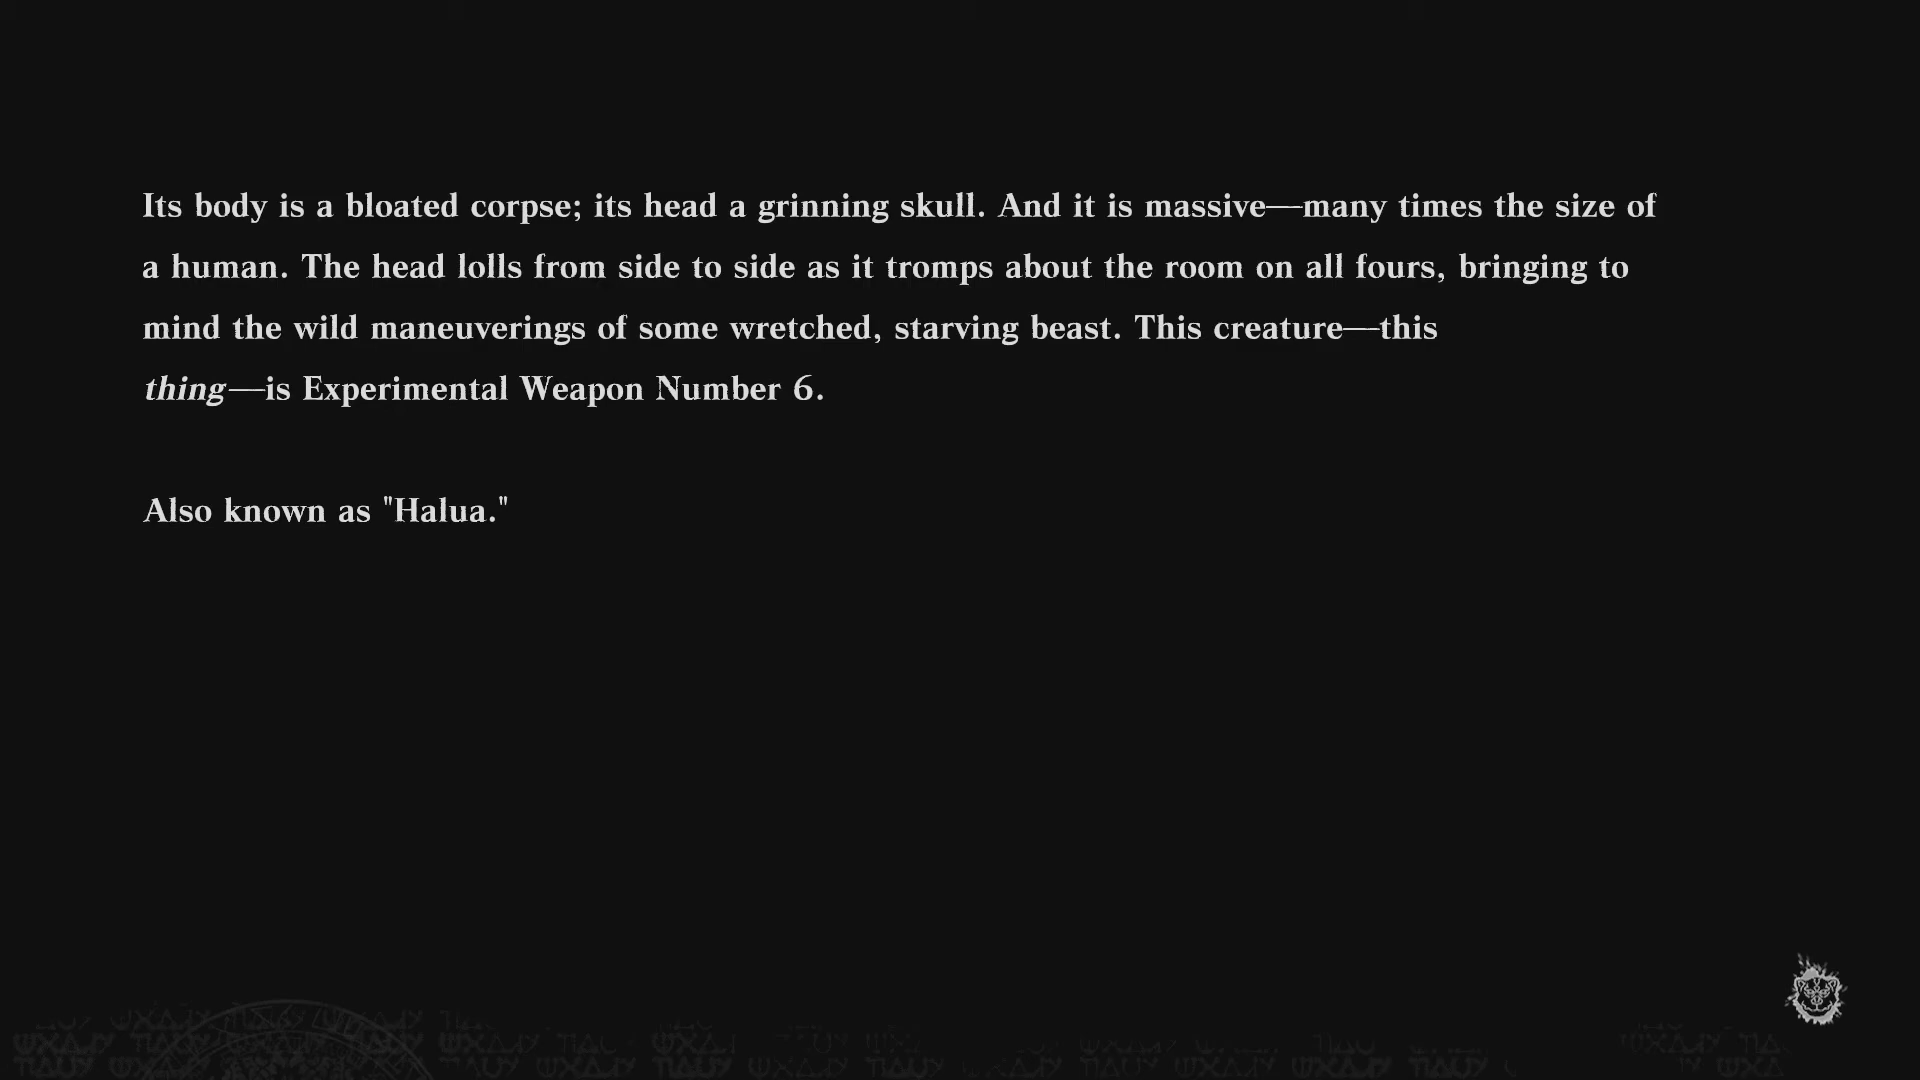 Its body is a bloated corpse; its head a grinning skull. And it is massive—many times the size of
a human. The head lolls from side to side as it tromps about the room on all fours, bringing to
mind the wild maneuverings of some wretched, starving beast. This creature—this
thing—is Experimental Weapon Number 6.
Also known as "Halua."